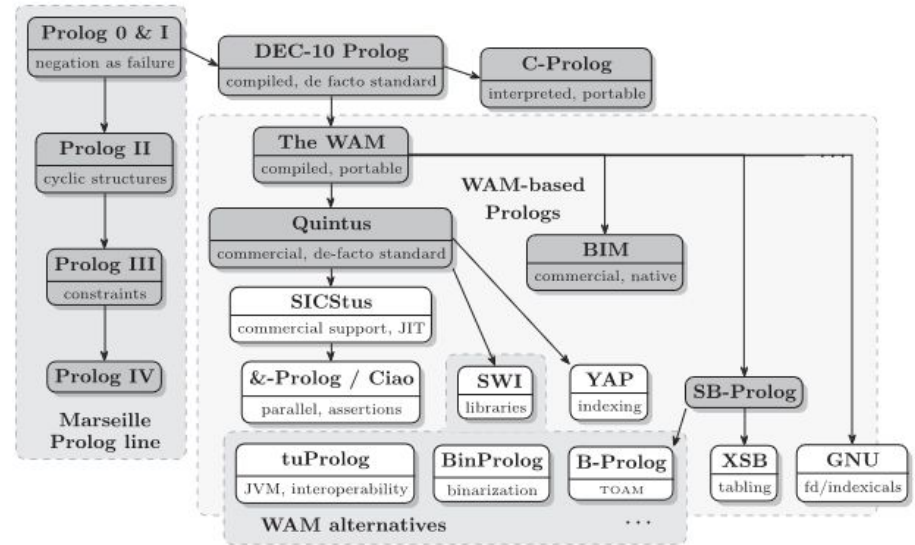 Prolog 0 & I
negation as failure
DEC-10 Prolog
compiled, de facto standard
C-Prolog
interpreted, portable
The WAM
compiled, portable
...
Prolog II
cyclic structures
WAM-based
Prologs
Quintus
commercial, de-facto standard
BIM
commercial, native
Prolog III
constraints
SICStus
commercial support, JIT
Prolog IV
&-Prolog / Ciao
parallel, assertions
SWI
libraries
YAP
indexing
SB-Prolog
Marseille
Prolog line
tuProlog
JVM, interoperability
BinProlog
binarization
B-Prolog
TOAM
XSB
tabling
GNU
fd/indexicals
WAM alternatives
...